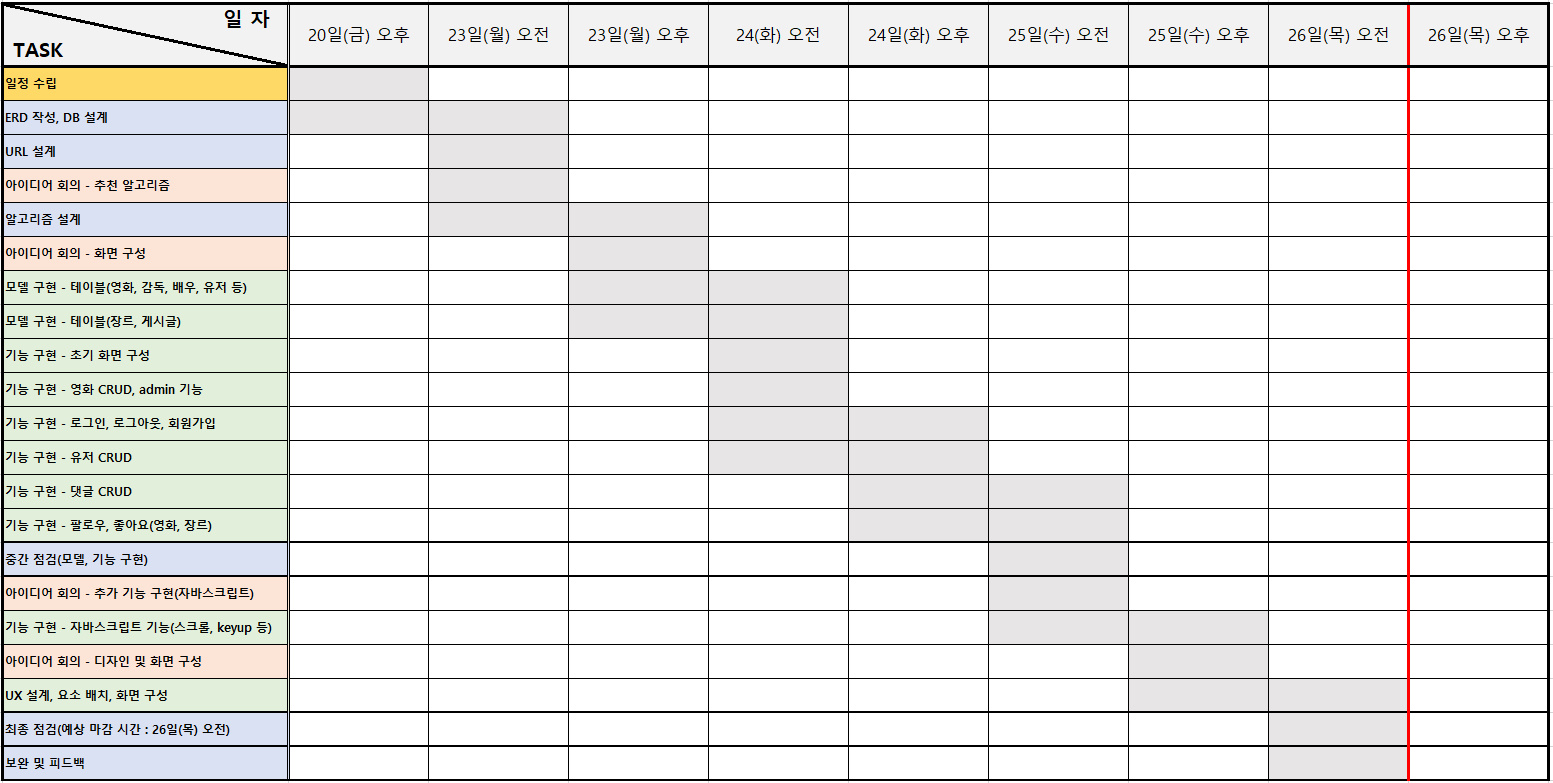 일 자
TASK
20일(금) 오후
23일(월) 오전
23일(월) 오후
24(화) 오전
24일(화) 오후
25일(수) 오전
25일(수) 오후
26일(목) 오전
26일(목) 오후
일정 수립
ERD 작성, DB 설계
URL 설계
아이디어 회의 - 추천 알고리즘
알고리즘 설계
아이디어 회의 - 화면 구성
모델 구현 - 테이블(영화, 감독, 배우, 유저 등)
모델 구현 - 테이블(장르, 게시글)
기능 구현 - 초기 화면 구성
기능 구현 - 영화 CRUD, admin 기능
기능 구현 - 로그인, 로그아웃, 회원가입
기능 구현 - 유저 CRUD
기능 구현 - 댓글 CRUD
기능 구현 - 팔로우, 좋아요(영화, 장르)
중간 점검(모델, 기능 구현)
아이디어 회의 - 추가 기능 구현(자바스크립트)
기능 구현 - 자바스크립트 기능(스크롤, keyup 등)
아이디어 회의 - 디자인 및 화면 구성
UX 설계, 요소 배치, 화면 구성
최종 점검(예상 마감 시간 : 26일(목) 오전)
보완 및 피드백